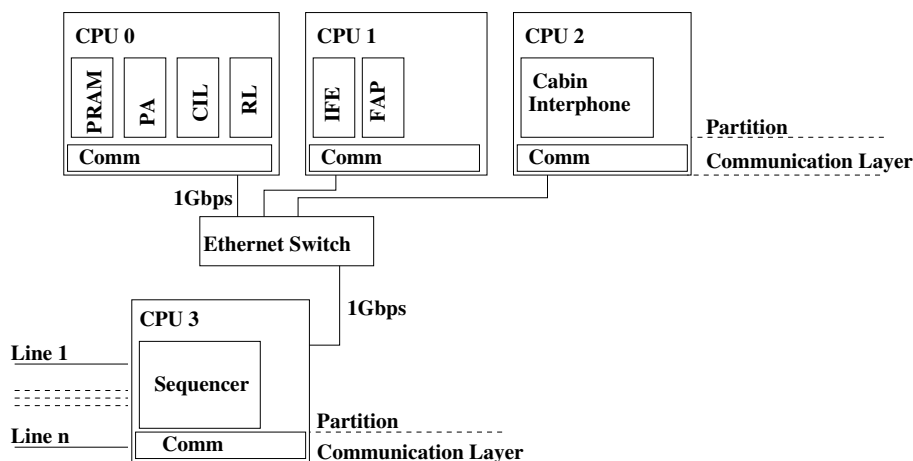 CPU 0
PRAM
PA
CIL
RL
Comm
CPU 1
IFE
FAP
Comm
CPU 2
Cabin
Interphone
Comm
Partition
Communication Layer
1Gbps
Ethernet Switch
1Gbps
CPU 3
Sequencer
Comm
Line 1
Line n
Partition
Communication Layer